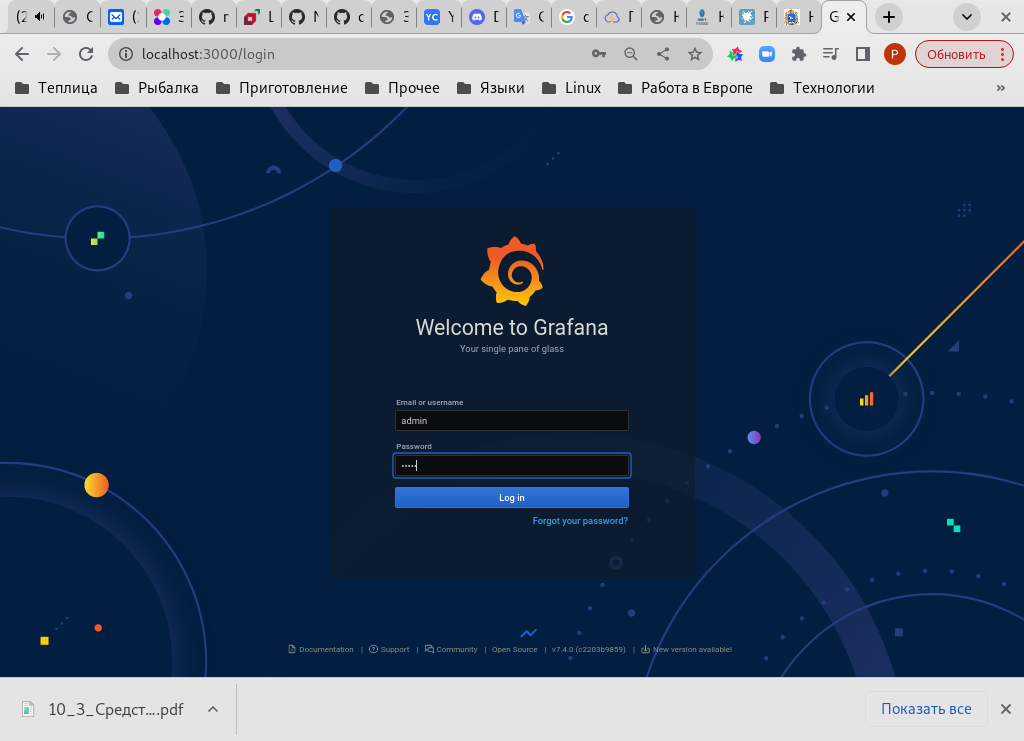 localhost:3000/login
Обновить
Теплица Рыбалка Приготовление Прочее Языки Linux Работа в Европе Технологии »
Welcome to Grafana
Your single pane of glass
Email or username
admin
Password
•••••
Log in
Forgot your password?
Documentation | Support | Community | Open Source | v7.4.0 (c2203b9859) | New version available!
10_3_Средст....pdf
Показать все